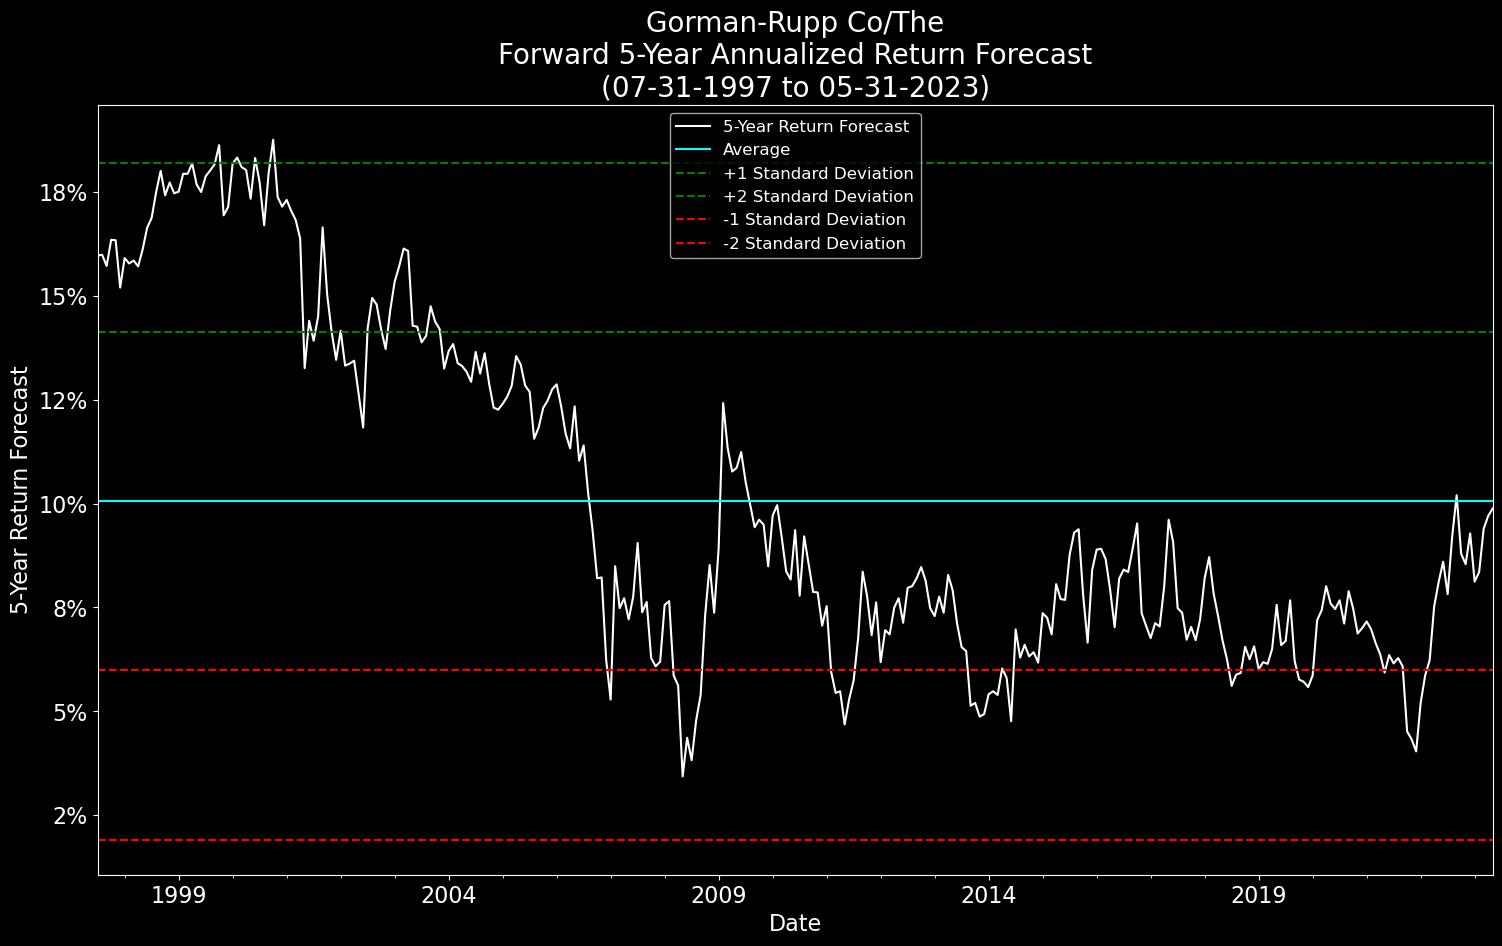 Gorman-Rupp Co/The
Forward 5-Year Annualized Return Forecast
(07-31-1997 to 05-31-2023)
5-Year Return Forecast
Average
+1 Standard Deviation
+2 Standard Deviation
-1 Standard Deviation
-2 Standard Deviation
18%
15%
12%
10%
8%
5%
2%
5-Year Return Forecast
1999
2004
2009
2014
2019
Date